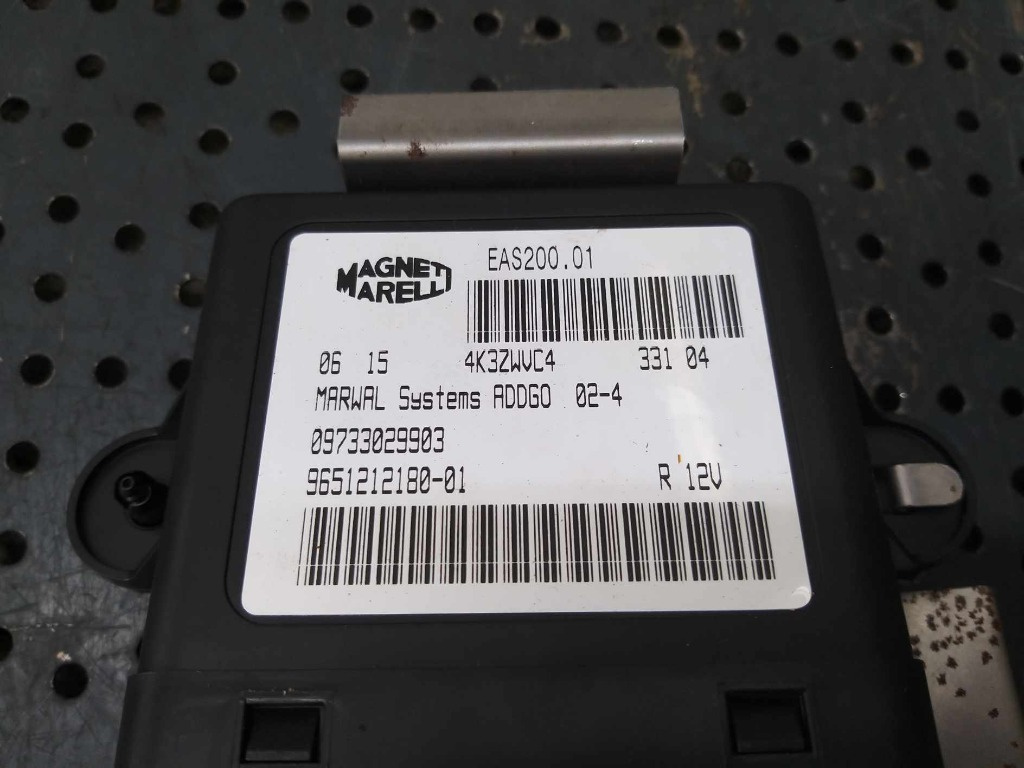 MAGNETI
MARELLI
EAS200.01
06 15 4K3ZWVC4 331 04
MARWAL Systems ADDGO 02-4
09733029903
9651212180-01 R 12V